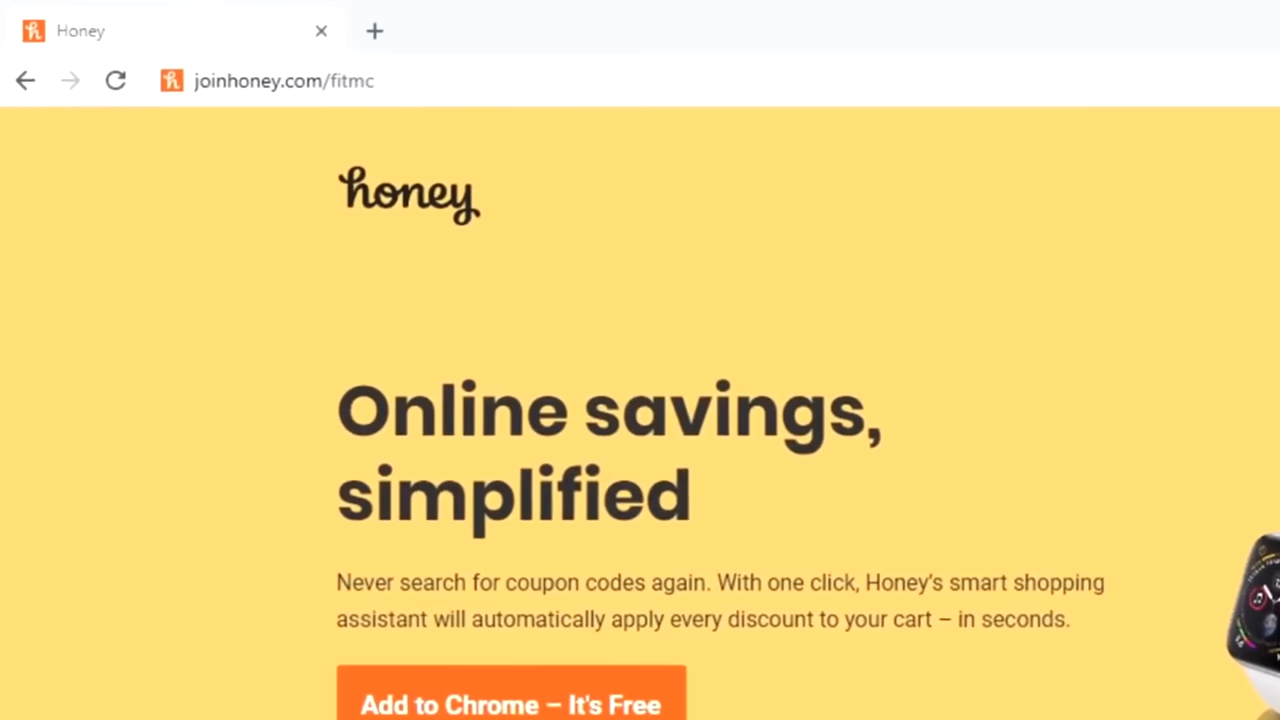 Honey
joinhoney.com/fitmc
honey
Online savings,
simplified
Never search for coupon codes again. With one click, Honey's smart shopping
assistant will automatically apply every discount to your cart – in seconds.
Add to Chrome – It's Free